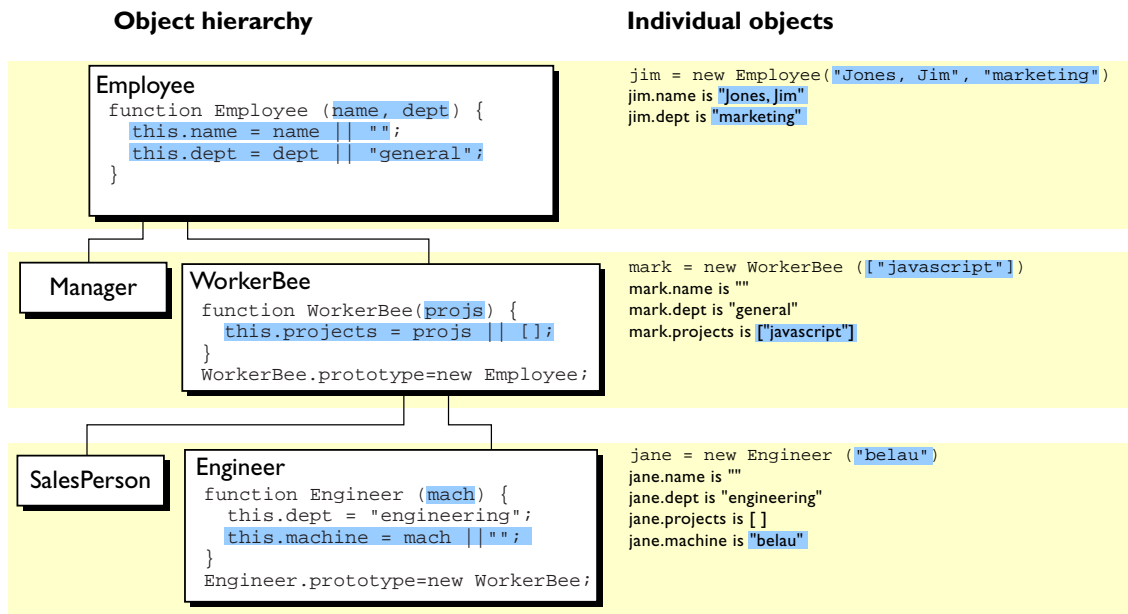 Object hierarchy
Individual objects
Employee
function Employee (name, dept) {
this.name = name || "";
this.dept = dept || "general";
}
jim = new Employee("Jones, Jim", "marketing")
jim.name is "Jones, Jim"
jim.dept is "marketing"
Manager
WorkerBee
function WorkerBee(projs) {
this.projects = projs || [];
}
WorkerBee.prototype=new Employee;
mark = new WorkerBee (["javascript"])
mark.name is ""
mark.dept is "general"
mark.projects is ["javascript"]
SalesPerson
Engineer
function Engineer (mach) {
this.dept = "engineering";
this.machine = mach ||"";
}
Engineer.prototype=new WorkerBee;
jane = new Engineer ("belau")
jane.name is ""
jane.dept is "engineering"
jane.projects is [ ]
jane.machine is "belau"